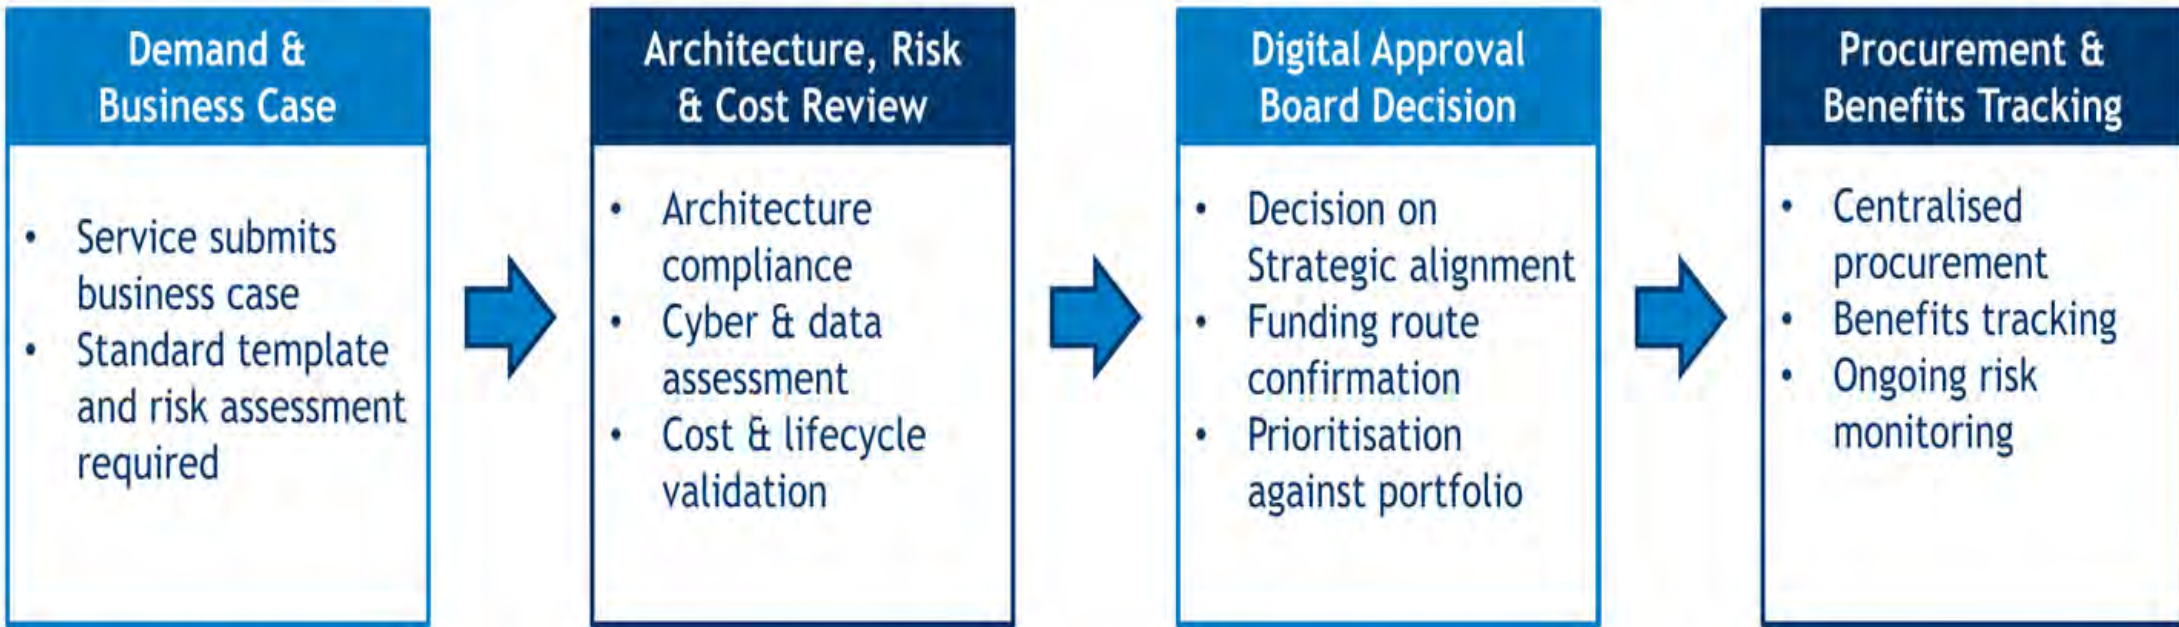 Demand &
Business Case
• Service submits
business case
• Standard template
and risk assessment
required
Architecture, Risk
& Cost Review
• Architecture
compliance
• Cyber & data
assessment
• Cost & lifecycle
validation
Digital Approval
Board Decision
• Decision on
Strategic alignment
• Funding route
confirmation
• Prioritisation
against portfolio
Procurement &
Benefits Tracking
• Centralised
procurement
• Benefits tracking
• Ongoing risk
monitoring